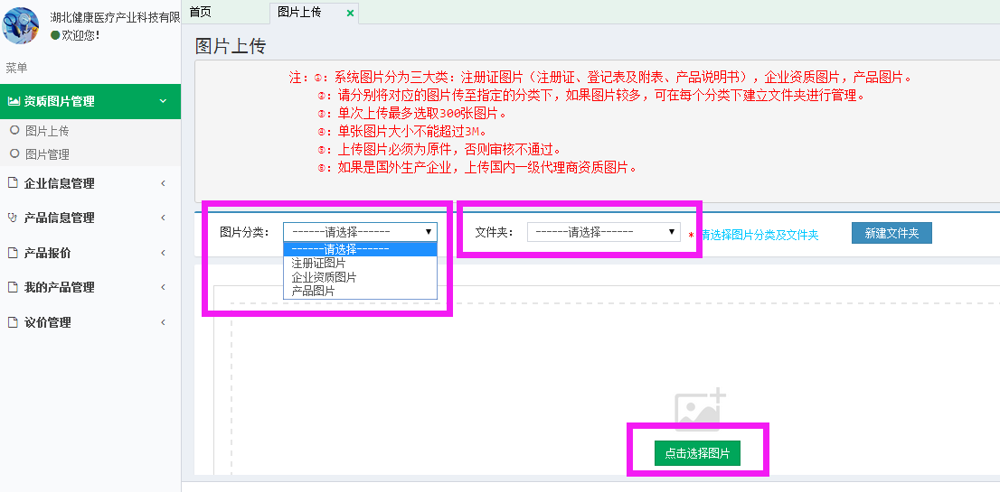 湖北健康医疗产业科技有限
欢迎您!
菜单
资质图片管理
图片上传
图片管理
企业信息管理
产品信息管理
产品报价
我的产品管理
议价管理
首页
图片上传
图片上传
注: ①: 系统图片分为三大类: 注册证图片 (注册证、登记表及附表、产品说明书), 企业资质图片, 产品图片。
②: 请分别将对应的图片传至指定的分类下, 如果图片较多, 可在每个分类下建立文件夹进行管理。
③: 单次上传最多选取300张图片。
④: 单张图片大小不能超过3M。
⑤: 上传图片必须为原件, 否则审核不通过。
⑥: 如果是国外生产企业, 上传国内一级代理商资质图片。
图片分类: ------请选择------ 文件夹: ------请选择------ *请选择图片分类及文件夹 新建文件夹
------请选择------
注册证图片
企业资质图片
产品图片
点击选择图片